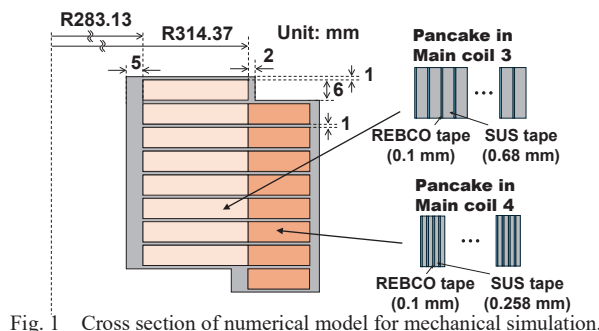 R283.13
R314.37
Unit: mm
5
2
1
6
1
Pancake in
Main coil 3
REBCO tape
(0.1 mm)
SUS tape
(0.68 mm)
Pancake in
Main coil 4
REBCO tape
(0.1 mm)
SUS tape
(0.258 mm)
Fig. 1 Cross section of numerical model for mechanical simulation.